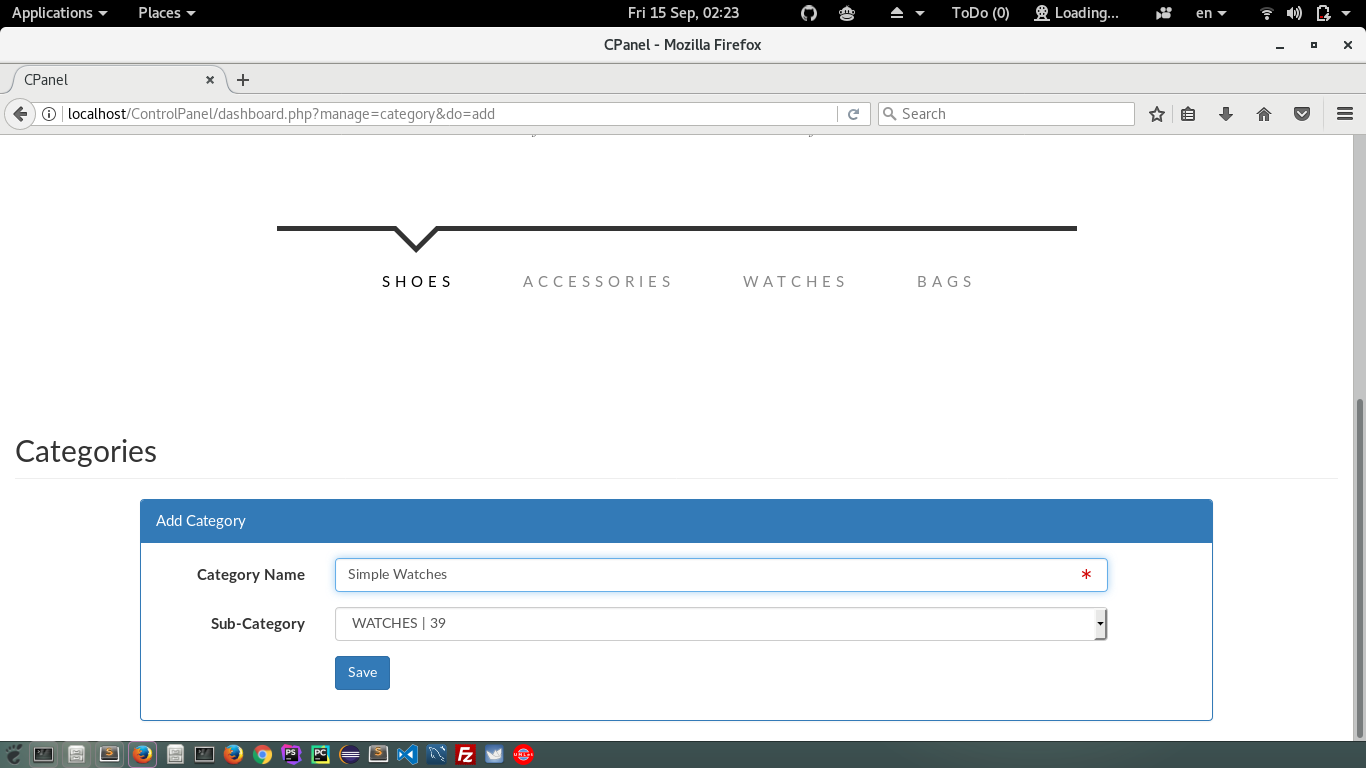 Applications Places Fri 15 Sep, 02:23 ToDo (0) Loading... en
CPanel - Mozilla Firefox
CPanel
localhost/ControlPanel/dashboard.php?manage=category&do=add Search
SHOES ACCESSORIES WATCHES BAGS
Categories
Add Category
Category Name Simple Watches *
Sub-Category WATCHES | 39
Save